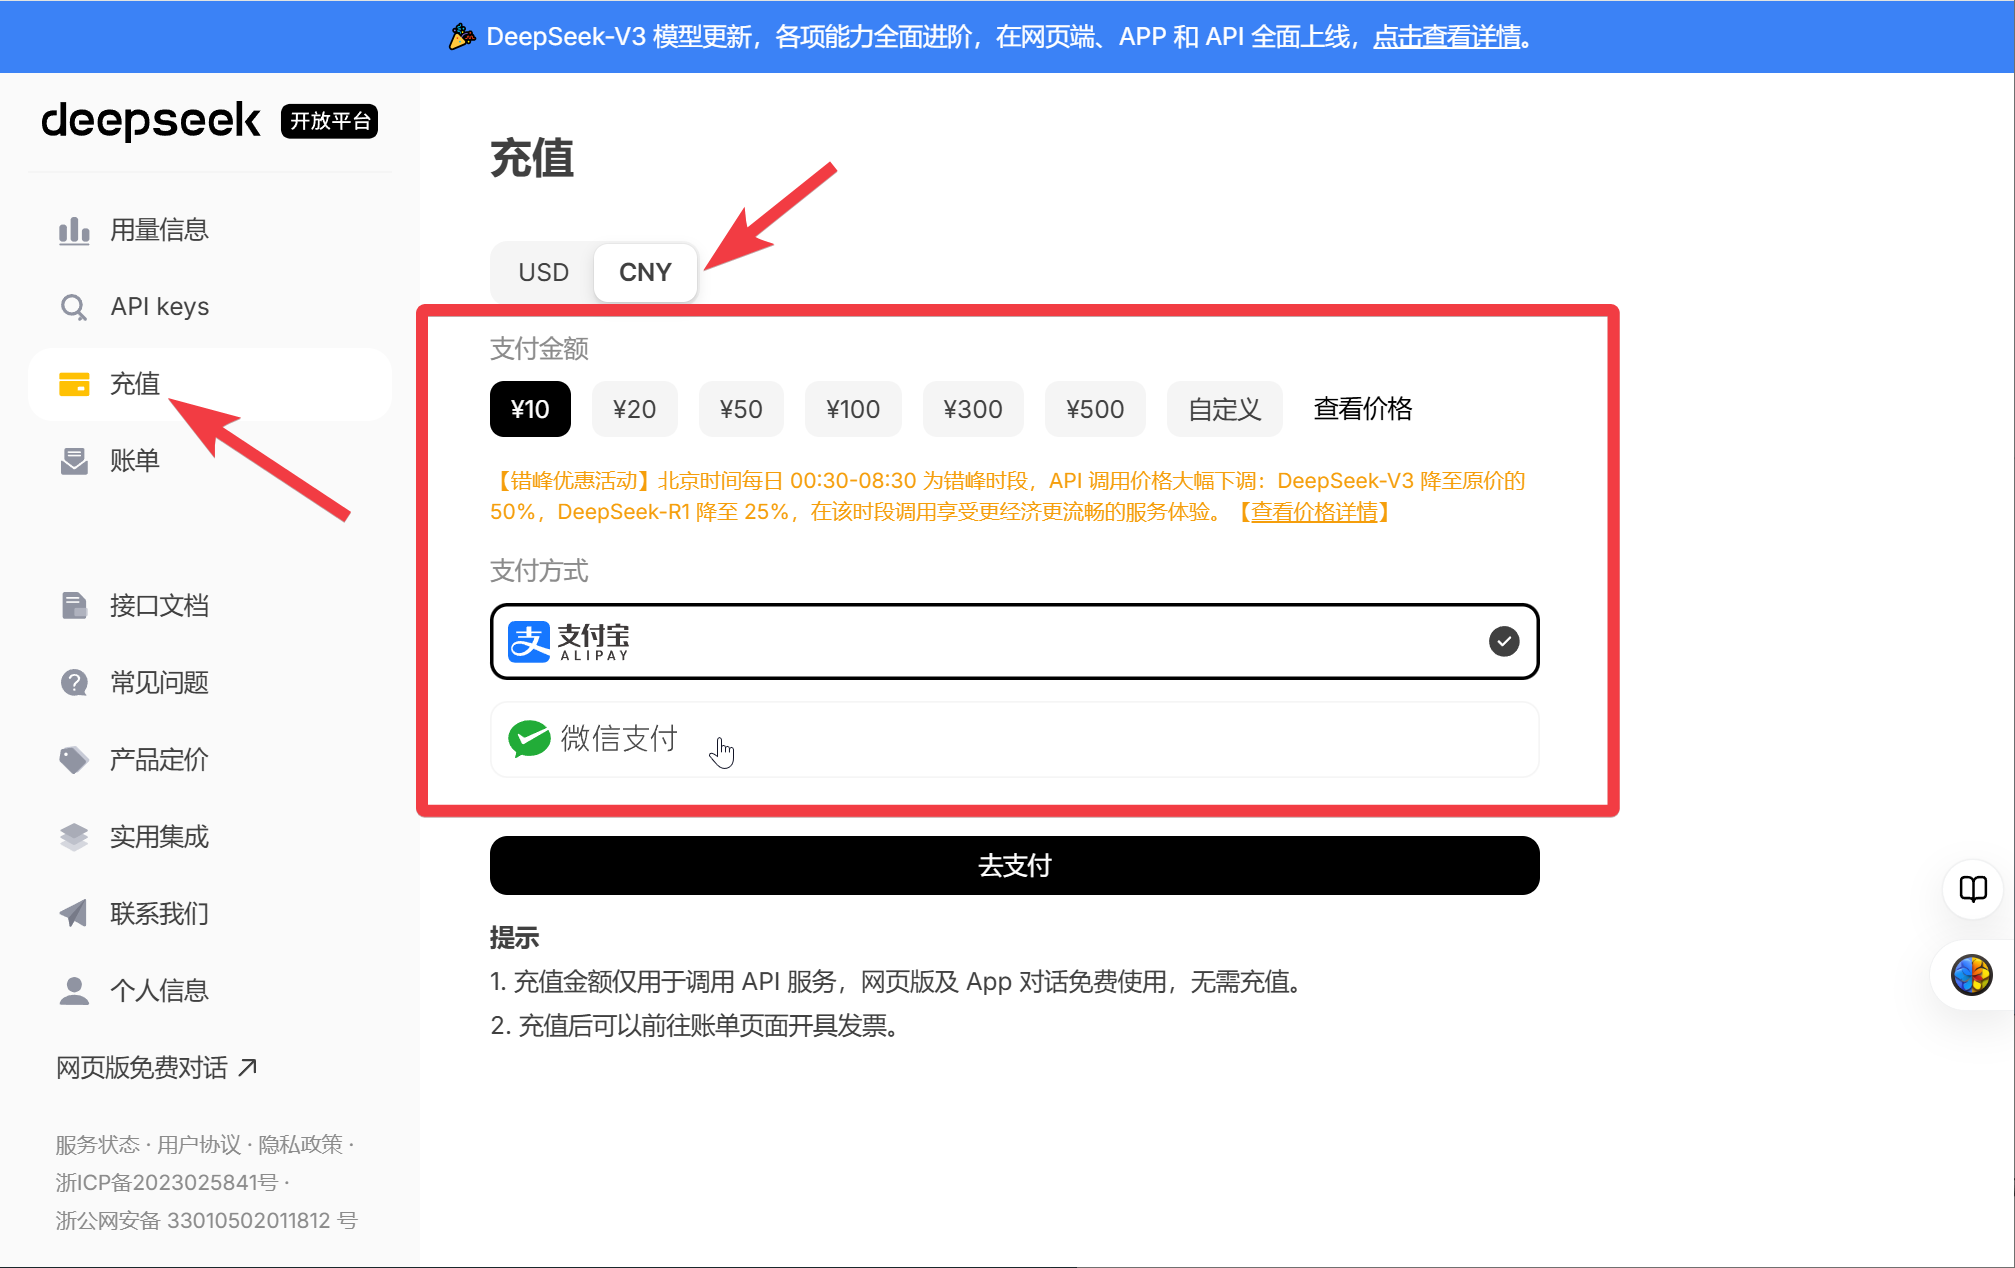 DeepSeek-V3 模型更新，各项能力全面进阶，在网页端、APP 和 API 全面上线，点击查看详情。
deepseek 开放平台
用量信息
API keys
充值
账单
接口文档
常见问题
产品定价
实用集成
联系我们
个人信息
网页版免费对话
服务状态 · 用户协议 · 隐私政策 ·
浙ICP备2023025841号 ·
浙公网安备 33010502011812 号
充值
USD CNY
支付金额
¥10 ¥20 ¥50 ¥100 ¥300 ¥500 自定义 查看价格
【错峰优惠活动】北京时间每日 00:30-08:30 为错峰时段，API 调用价格大幅下调：DeepSeek-V3 降至原价的
50%，DeepSeek-R1 降至 25%，在该时段调用享受更经济更流畅的服务体验。【查看价格详情】
支付方式
支 支付宝
ALIPAY
微信支付
去支付
提示
1. 充值金额仅用于调用 API 服务，网页版及 App 对话免费使用，无需充值。
2. 充值后可以前往账单页面开具发票。